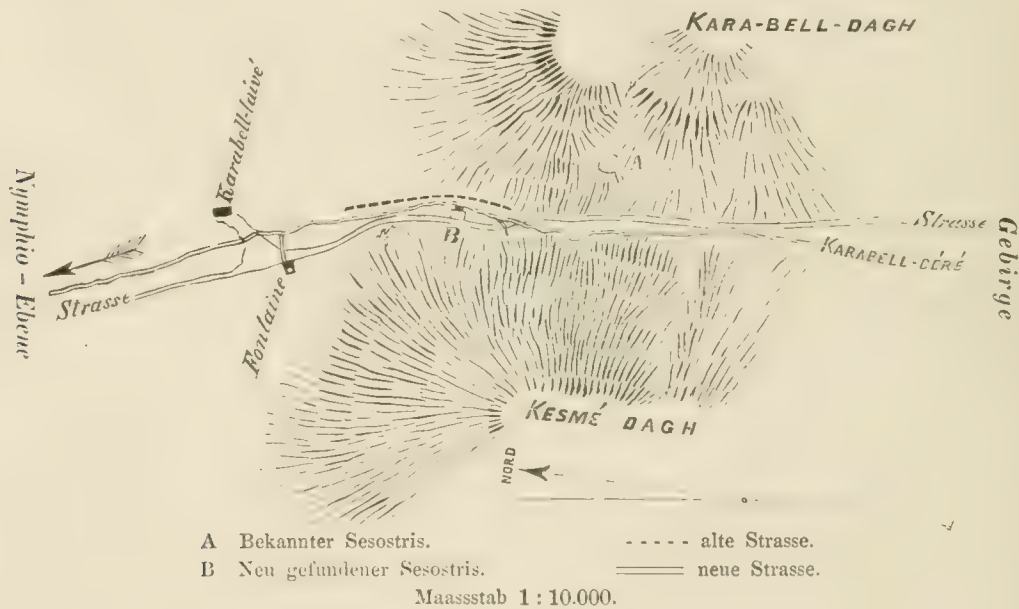 KARA-BELL-DAGH
Karabell-laivé
A
Nymphio-Ebene
B
Strasse
KARABELL-DÉRÉ
Gebirge
Strasse
Fontaine
KESMÉ DAGH
NORD
A Bekannter Sesostris.
B Neu gefundener Sesostris.
alte Strasse.
neue Strasse.
Maassstab 1 : 10.000.